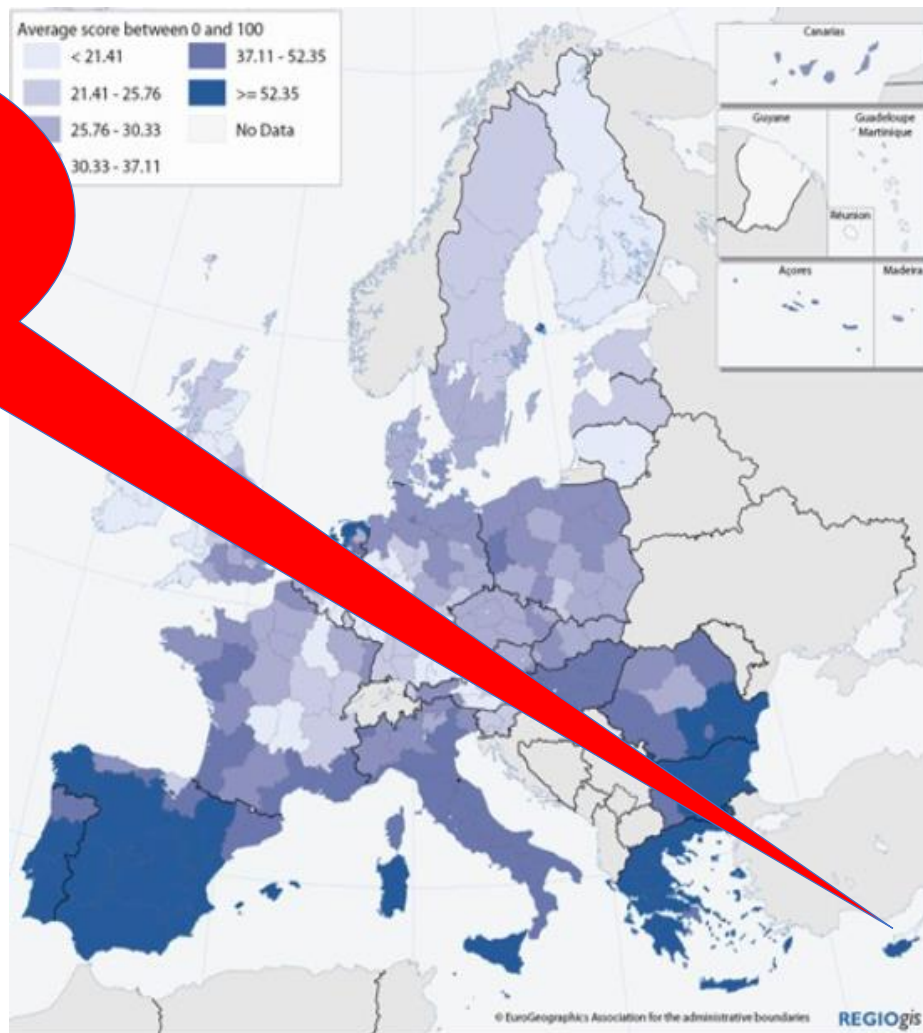 Average score between 0 and 100
< 21.41
37.11 - 52.35
21.41 - 25.76
>= 52.35
25.76 - 30.33
No Data
30.33 - 37.11
Canarias
Guyane
Guadeloupe
Martinique
Réunion
Açores
Madeira
© EuroGeographics Association for the administrative boundaries
REGIOgis